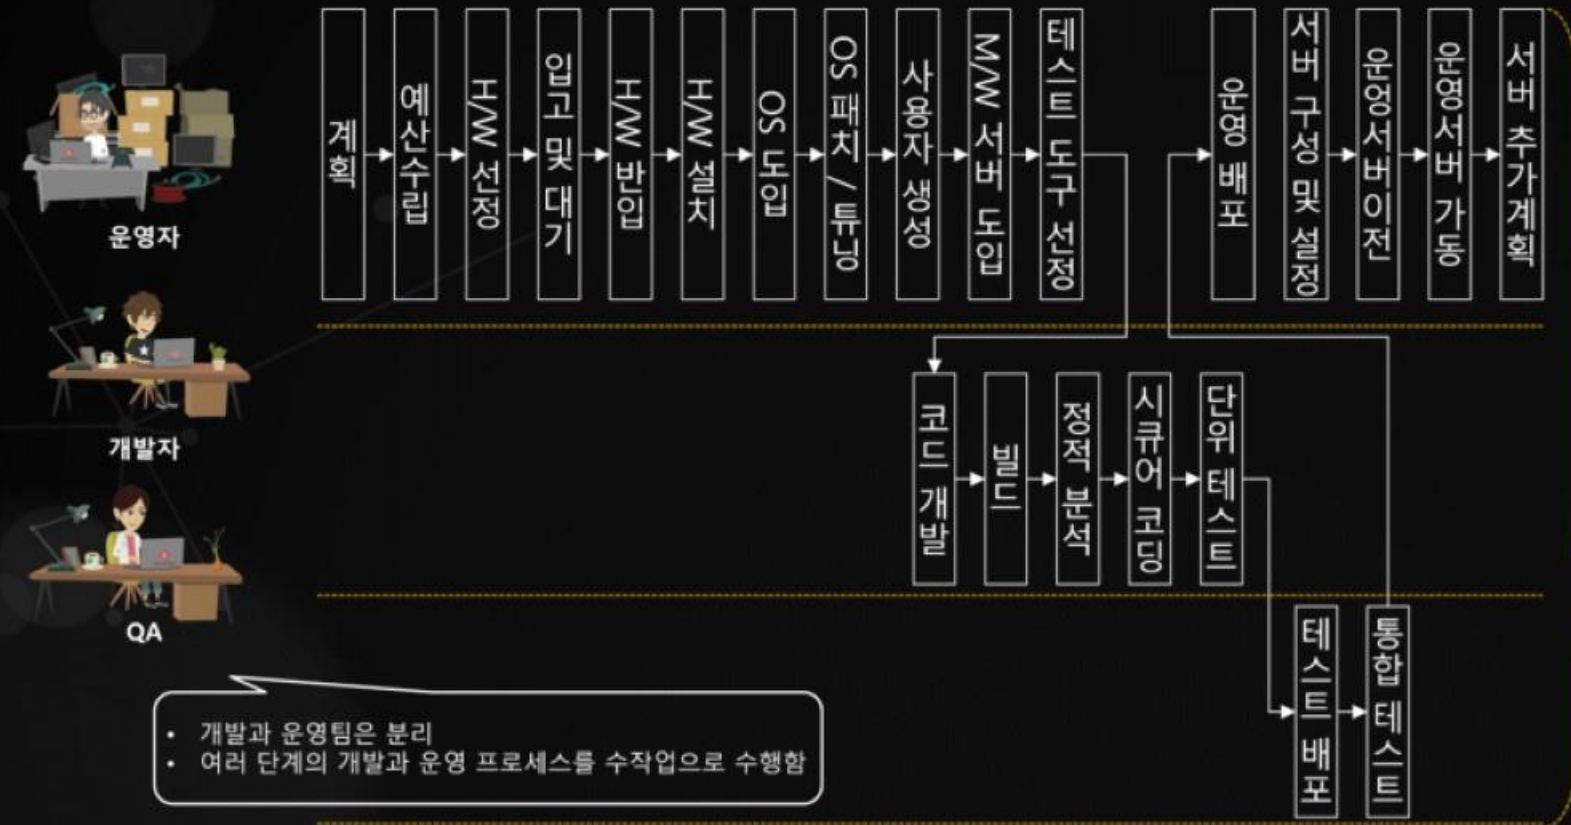 운영자
계획
예산수립
H/W 선정
입고 및 대기
H/W 반입
H/W 설치
OS 도입
OS 패치 / 튜닝
사용자 생성
M/W 서버 도입
테스트 도구 선정
운영 배포
서버 구성 및 설정
운영서버이전
운영서버 가동
서버 추가계획
개발자
코드 개발
빌드
정적 분석
시큐어 코딩
단위 테스트
QA
테스트 배포
통합 테스트
• 개발과 운영팀은 분리
• 여러 단계의 개발과 운영 프로세스를 수작업으로 수행함